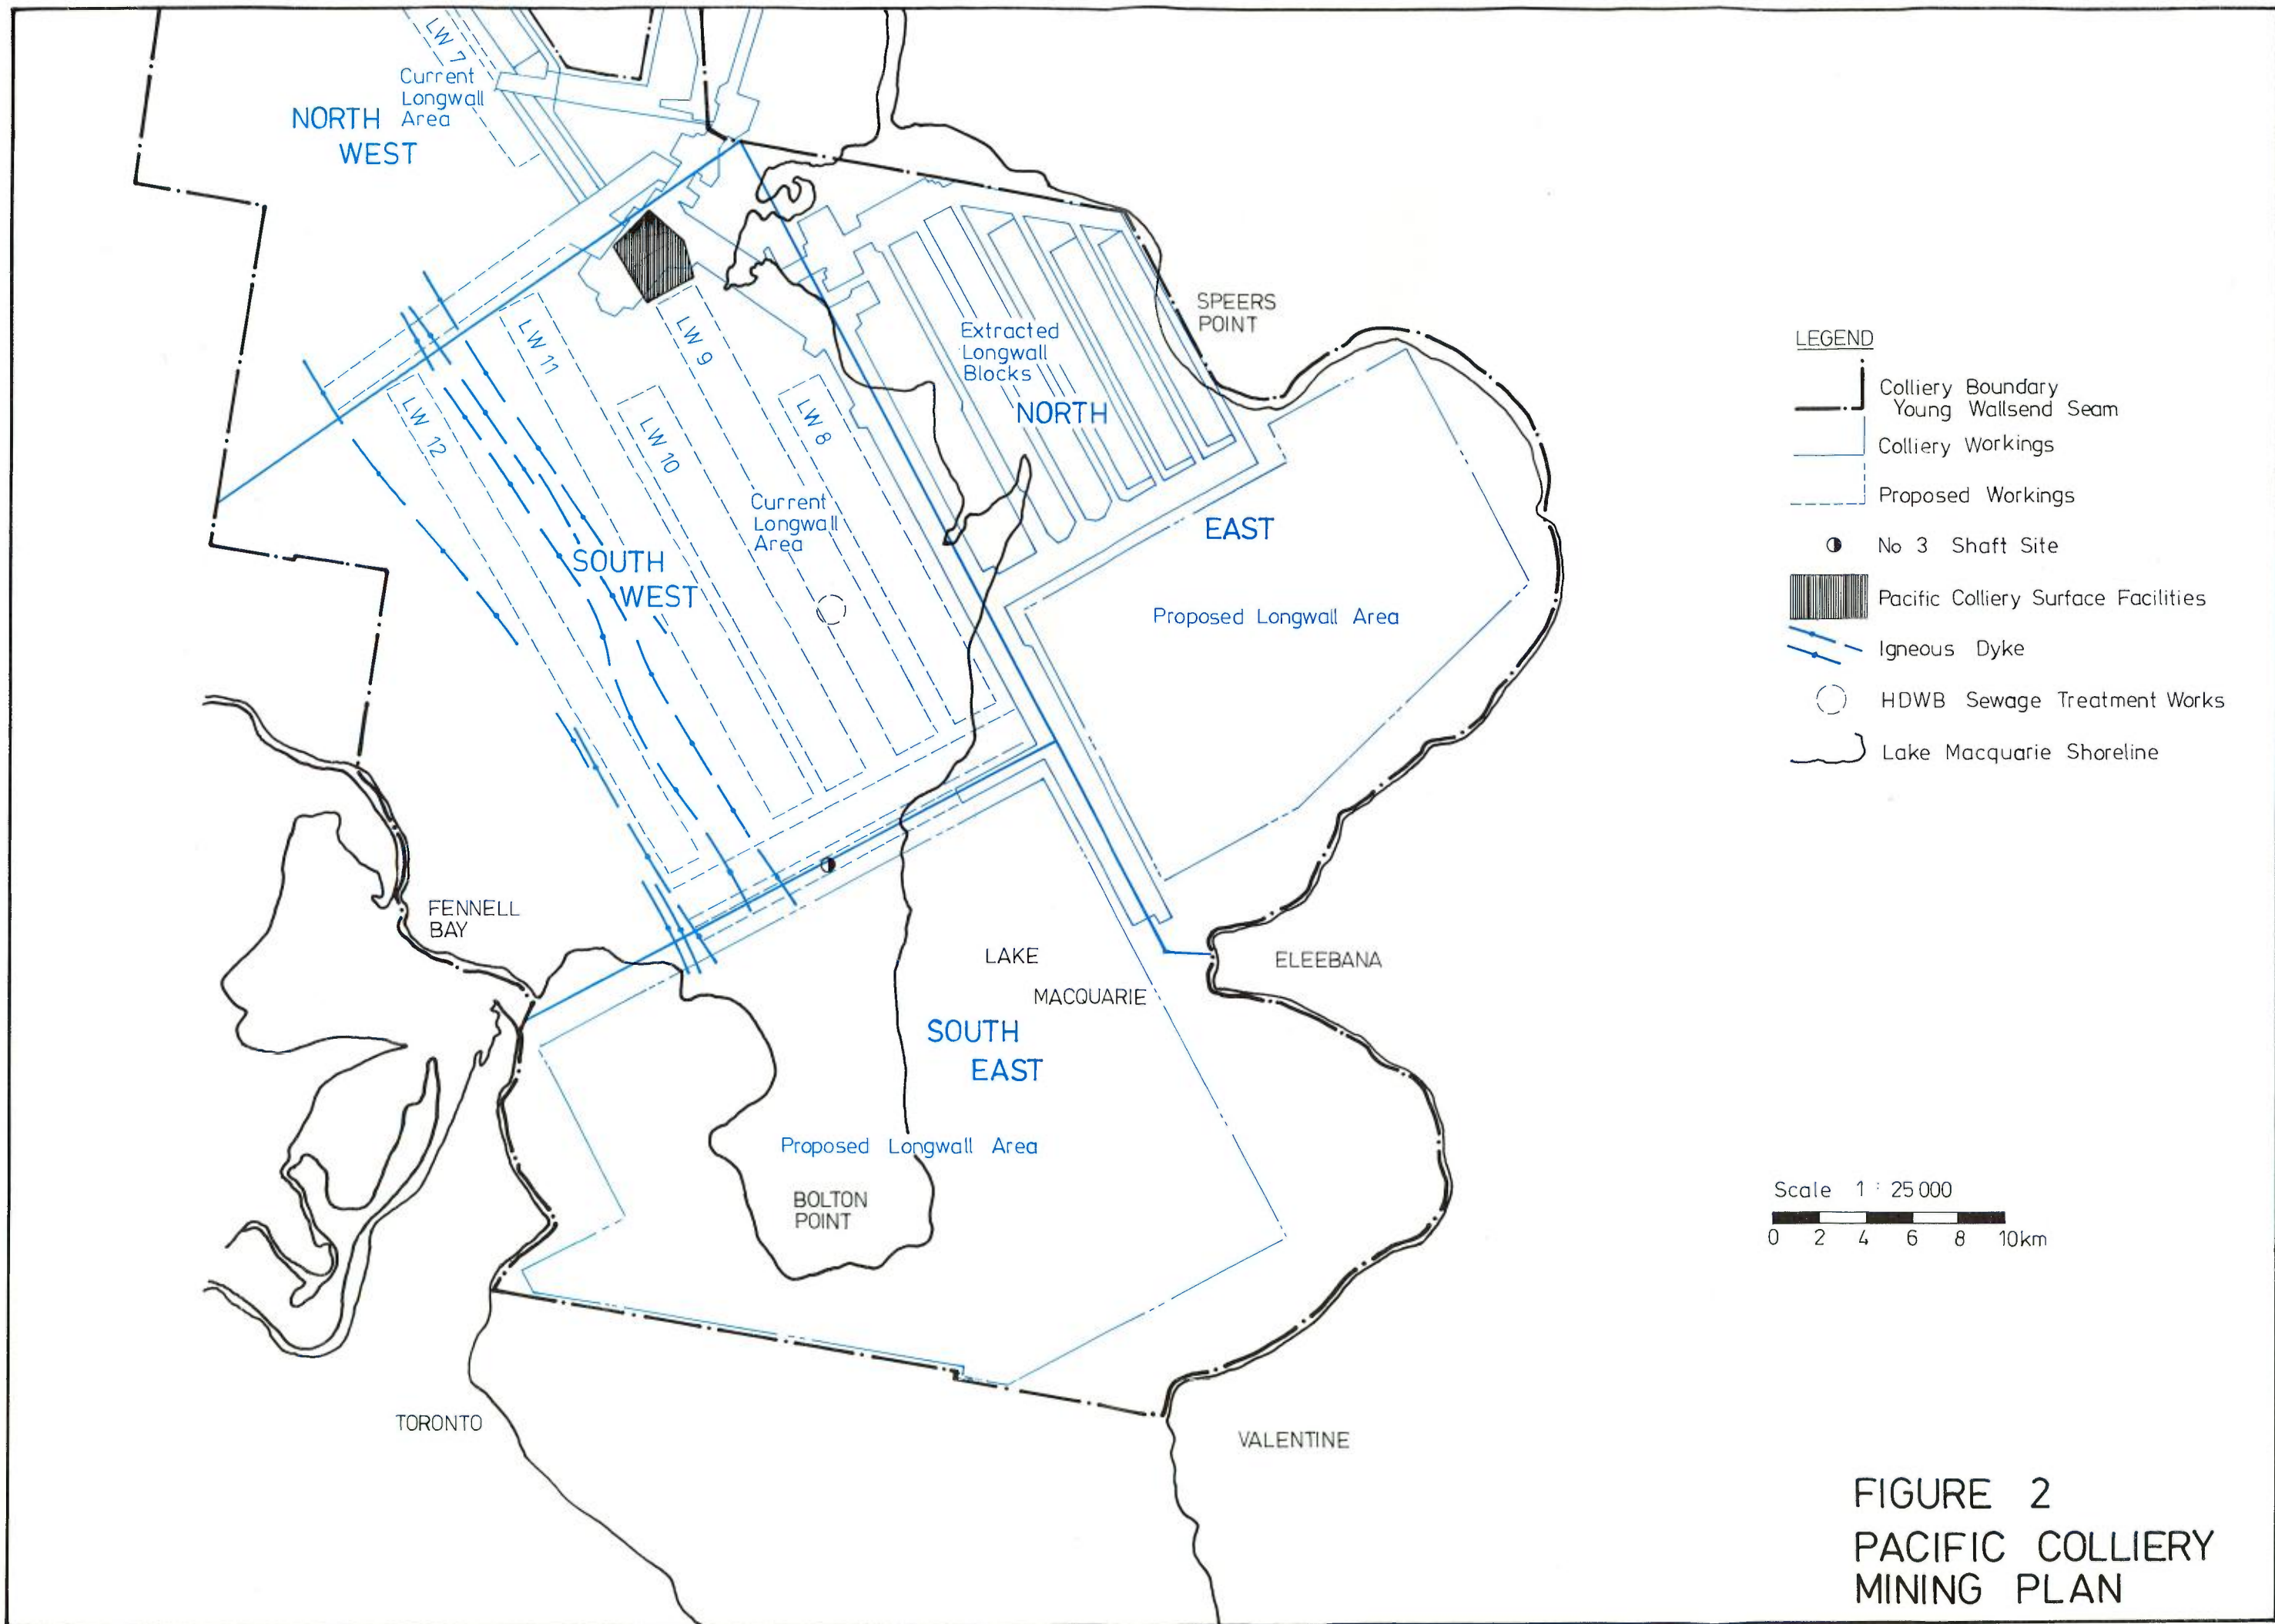 LW 7
Current
Longwall
Area
NORTH
WEST
LW 11
LW 9
LW 12
LW 10
LW 8
Extracted
Longwall
Blocks
NORTH
SPEERS
POINT
Current
Longwall
Area
SOUTH
WEST
EAST
Proposed Longwall Area
FENNELL
BAY
LAKE
MACQUARIE
ELEEBANA
SOUTH
EAST
Proposed Longwall Area
BOLTON
POINT
TORONTO
VALENTINE
LEGEND
Colliery Boundary
Young Wallsend Seam
Colliery Workings
Proposed Workings
No 3 Shaft Site
Pacific Colliery Surface Facilities
Igneous Dyke
HDWB Sewage Treatment Works
Lake Macquarie Shoreline
Scale 1 : 25 000
0 2 4 6 8 10km
FIGURE 2
PACIFIC COLLIERY
MINING PLAN